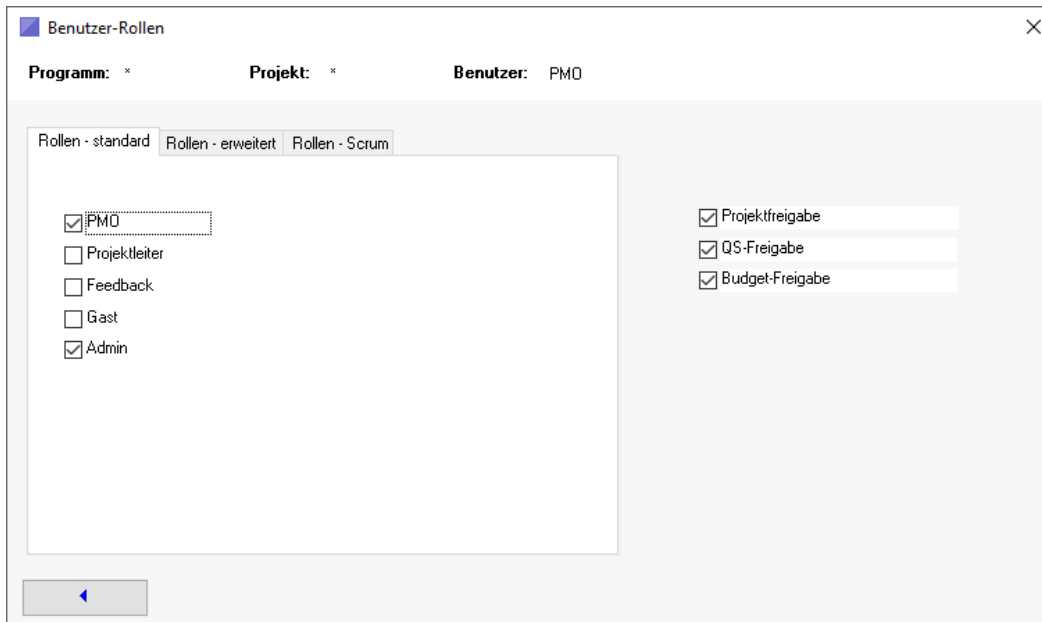 Benutzer-Rollen
Programm: * Projekt: * Benutzer: PMO
Rollen - standard Rollen - erweitert Rollen - Scrum
PMO
Projektleiter
Feedback
Gast
Admin
Projektfreigabe
QS-Freigabe
Budget-Freigabe